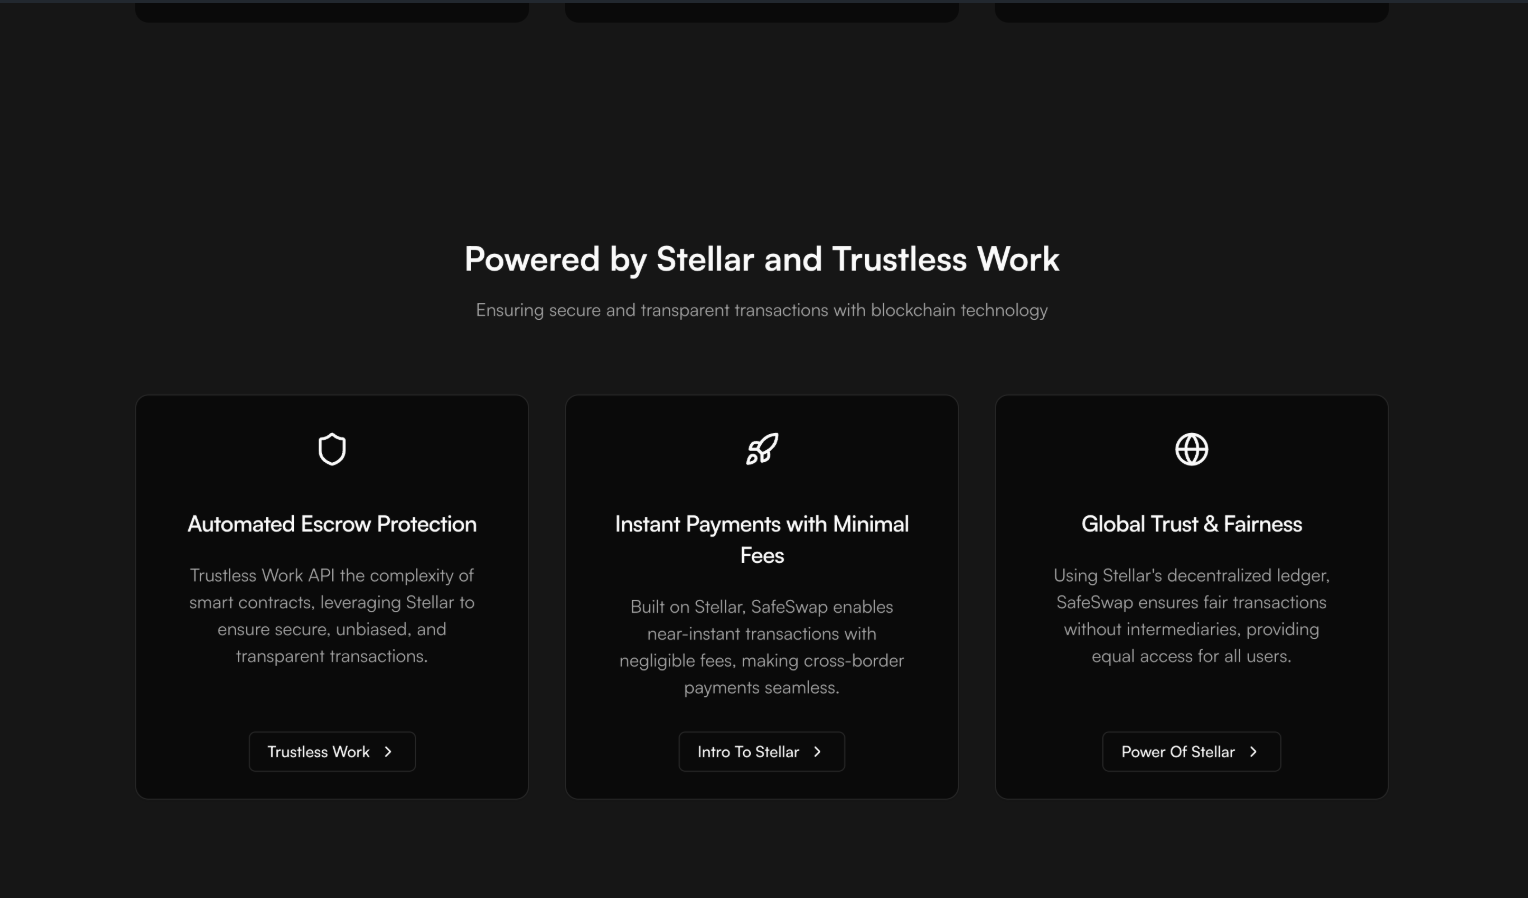 Powered by Stellar and Trustless Work
Ensuring secure and transparent transactions with blockchain technology
Automated Escrow Protection
Trustless Work API the complexity of
smart contracts, leveraging Stellar to
ensure secure, unbiased, and
transparent transactions.
Trustless Work
Instant Payments with Minimal
Fees
Built on Stellar, SafeSwap enables
near-instant transactions with
negligible fees, making cross-border
payments seamless.
Intro To Stellar
Global Trust & Fairness
Using Stellar's decentralized ledger,
SafeSwap ensures fair transactions
without intermediaries, providing
equal access for all users.
Power Of Stellar